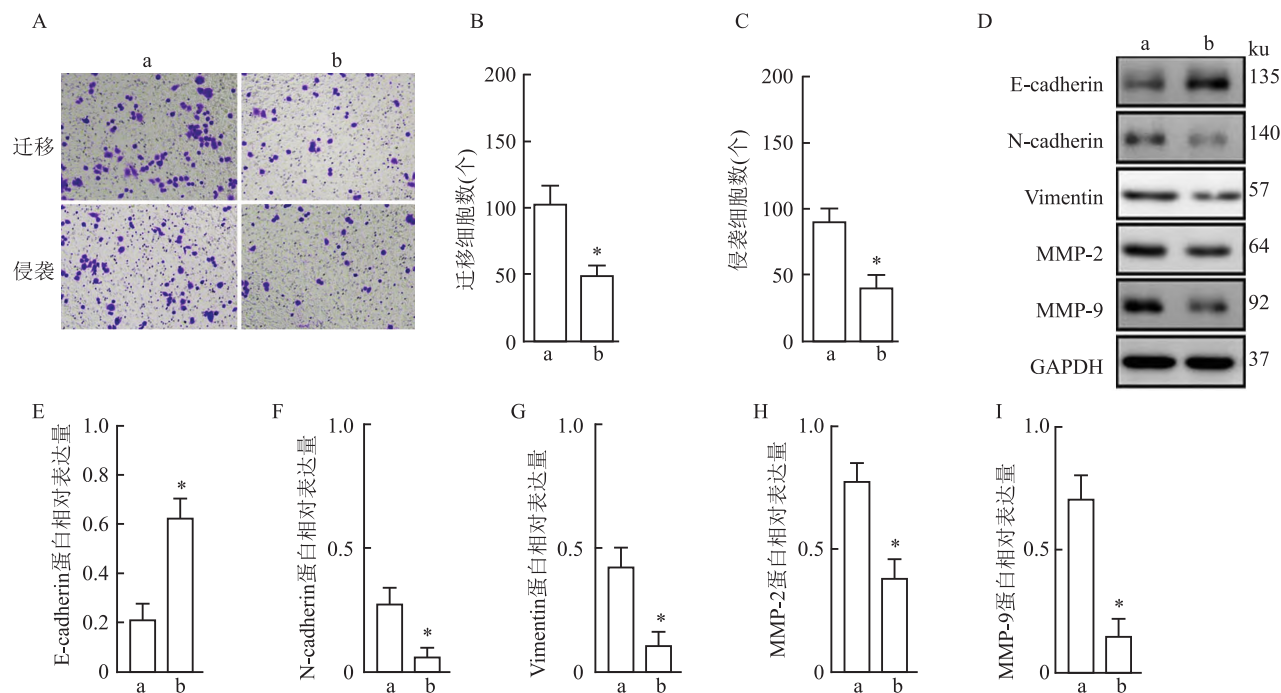 A
a
b
迁移
侵袭
B
迁移细胞数(个)
200
150
100
50
0
*
a
b
C
侵袭细胞数(个)
200
150
100
50
0
*
a
b
D
a
b
ku
E-cadherin
135
N-cadherin
140
Vimentin
57
MMP-2
64
MMP-9
92
GAPDH
37
E
E-cadherin蛋白相对表达量
1.0
0.8
0.6
0.4
0.2
0
*
a
b
F
N-cadherin蛋白相对表达量
1.0
0.5
0
*
a
b
G
Vimentin蛋白相对表达量
1.0
0.5
0
*
a
b
H
MMP-2蛋白相对表达量
1.0
0.5
0
*
a
b
I
MMP-9蛋白相对表达量
1.0
0.5
0
*
a
b